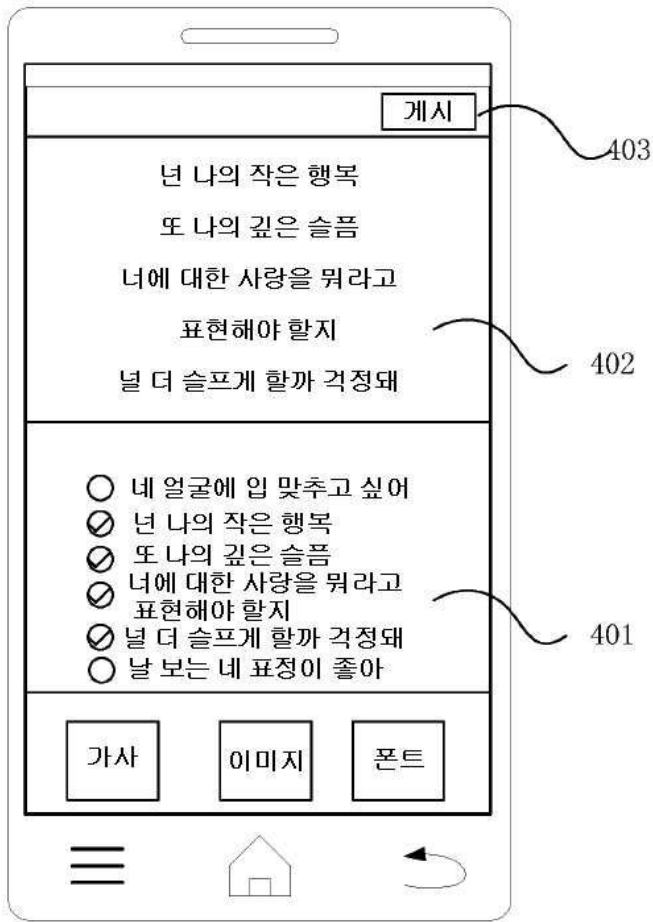 게시
403
넌 나의 작은 행복
또 나의 깊은 슬픔
너에 대한 사랑을 뭐라고
표현해야 할지
널 더 슬프게 할까 걱정돼
402
네 얼굴에 입 맞추고 싶어
넌 나의 작은 행복
또 나의 깊은 슬픔
너에 대한 사랑을 뭐라고
표현해야 할지
널 더 슬프게 할까 걱정돼
401
날 보는 네 표정이 좋아
가사
이미지
폰트